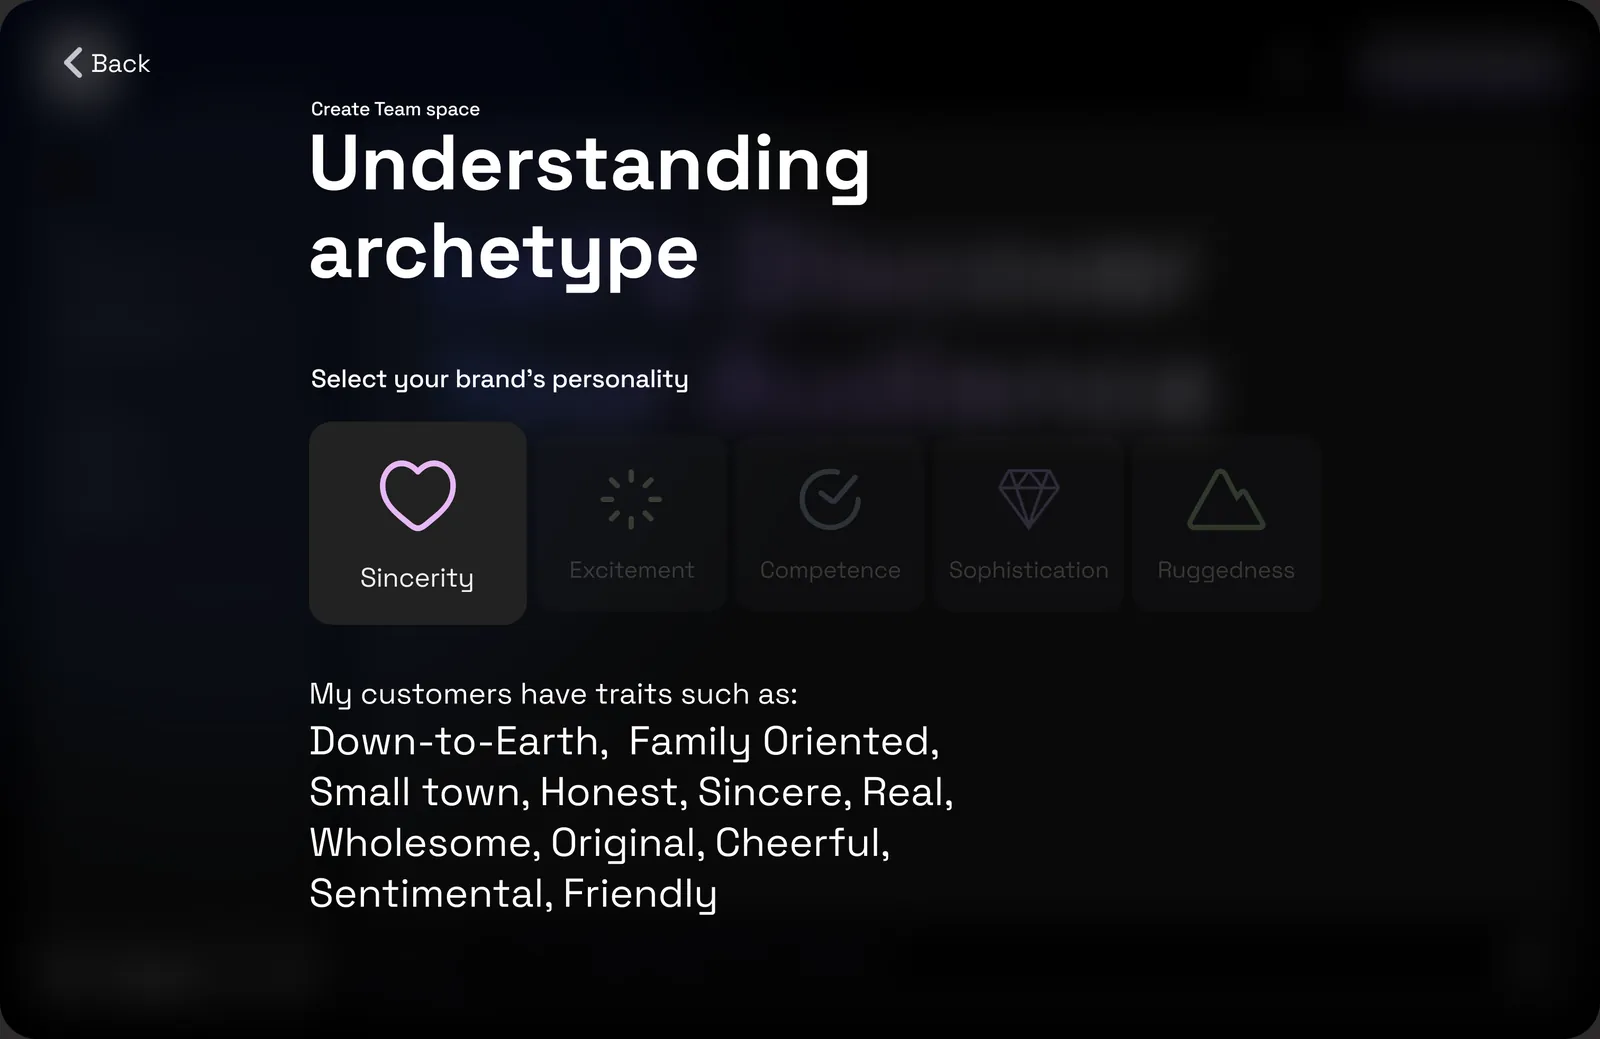 Back
Create Team space
Understanding
archetype
Select your brand’s personality
Sincerity
Excitement
Competence
Sophistication
Ruggedness
My customers have traits such as:
Down-to-Earth,  Family Oriented,
Small town, Honest, Sincere, Real,
Wholesome, Original, Cheerful,
Sentimental, Friendly